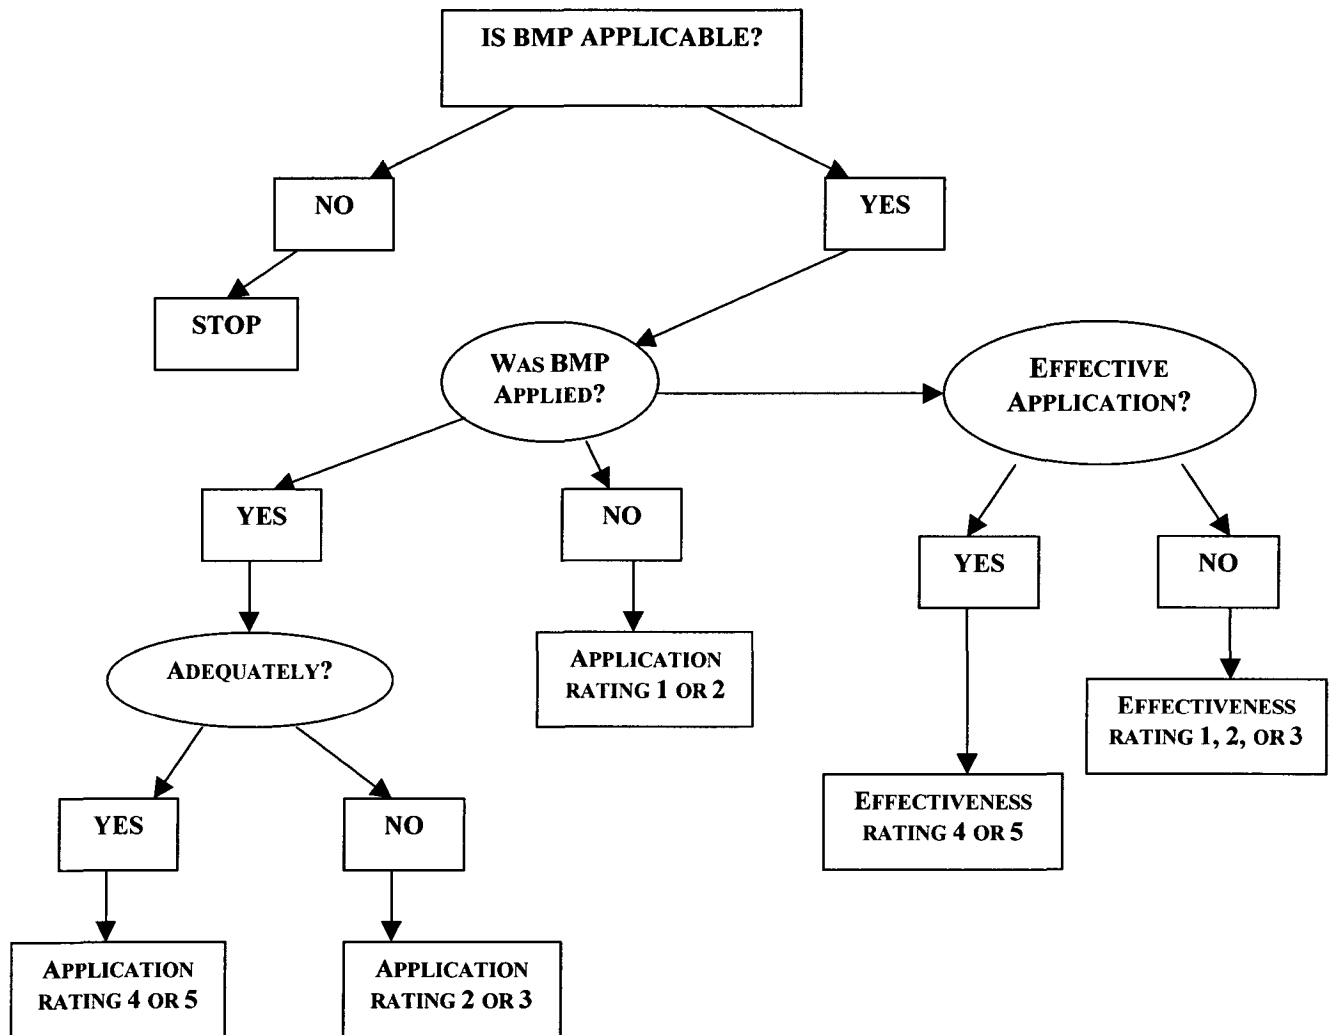 IS BMP APPLICABLE?
NO
YES
STOP
WAS BMP
APPLIED?
EFFECTIVE
APPLICATION?
YES
NO
YES
NO
ADEQUATELY?
APPLICATION
RATING 1 OR 2
EFFECTIVENESS
RATING 1, 2, OR 3
YES
NO
EFFECTIVENESS
RATING 4 OR 5
APPLICATION
RATING 4 OR 5
APPLICATION
RATING 2 OR 3